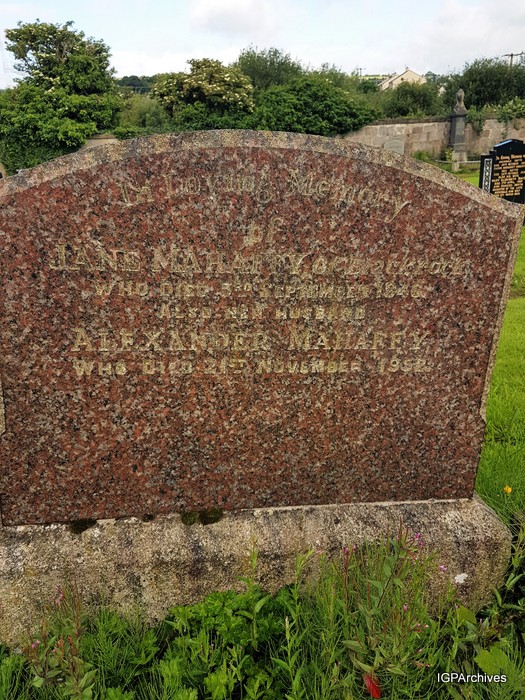 In Loving Memory
of
JANE MAHAFFY of
WHO DIED 3RD SEPTEMBER 1946.
ALSO HER HUSBAND
ALEXANDER MAHAFFY,
WHO DIED 21ST NOVEMBER 1952.
IGPArchives